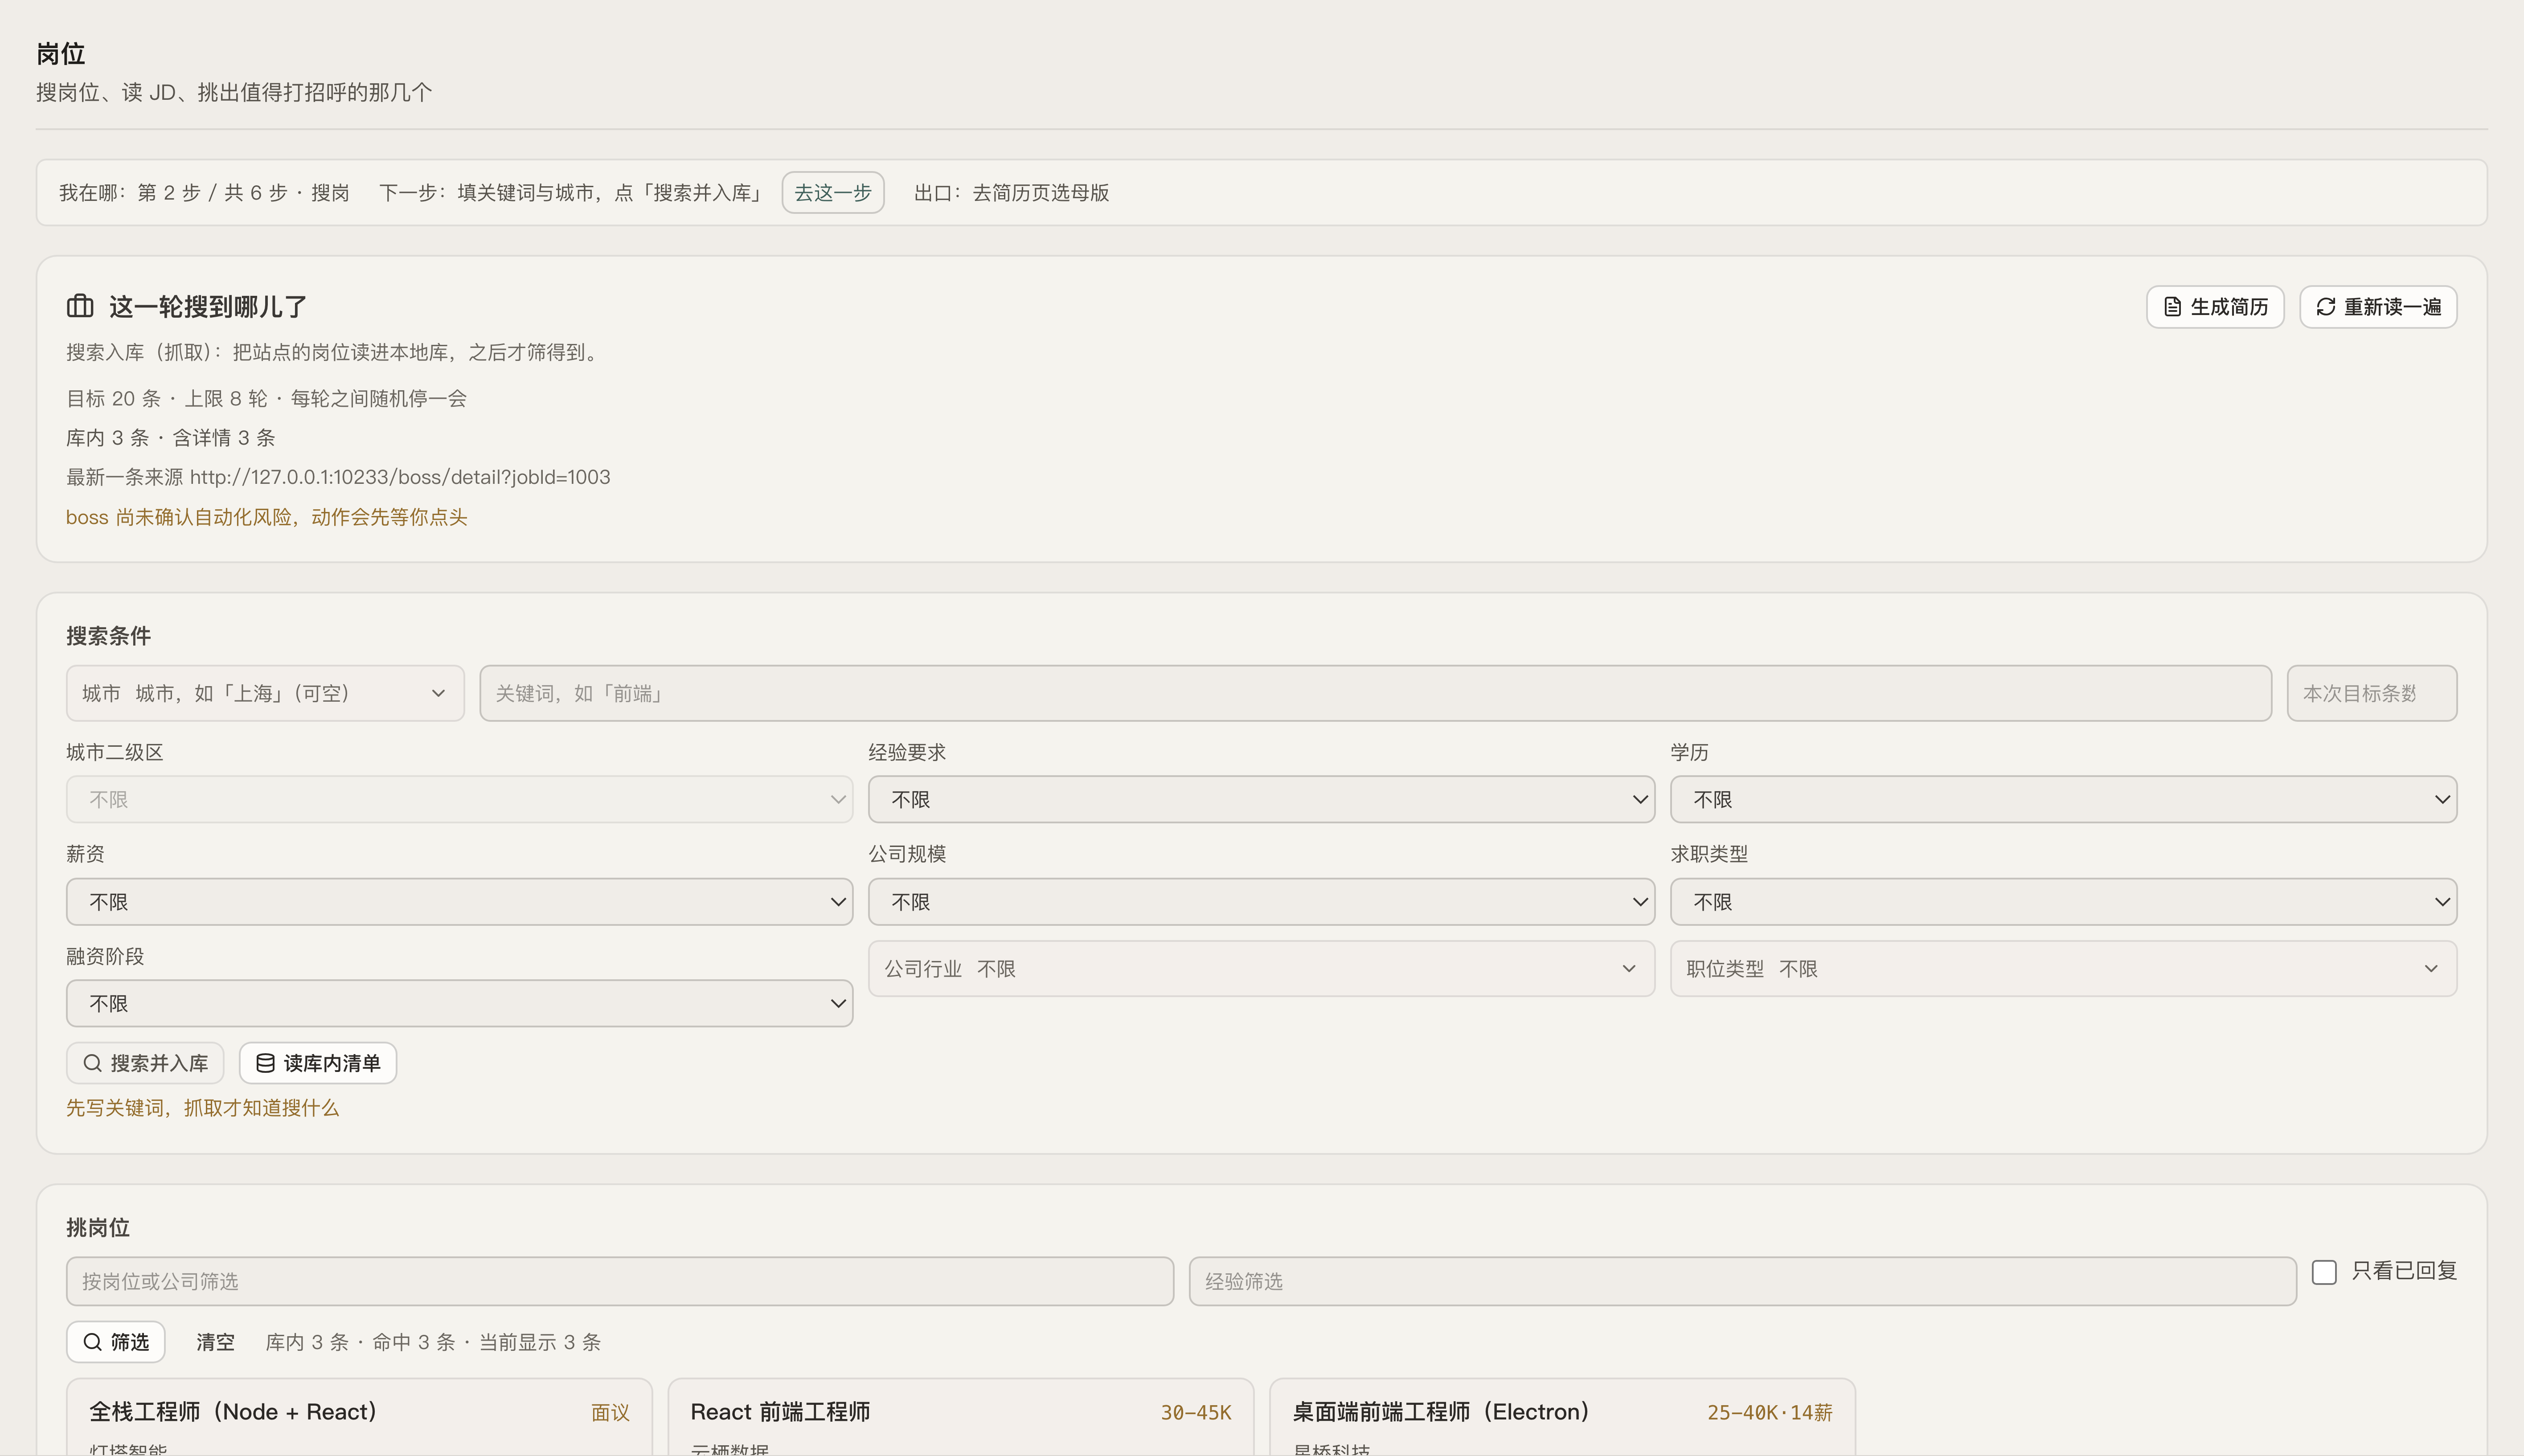 岗位
搜岗位、读 JD、挑出值得打招呼的那几个
我在哪：第 2 步 / 共 6 步 · 搜岗 下一步：填关键词与城市，点「搜索并入库」 去这一步 出口：去简历页选母版
这一轮搜到哪儿了 生成简历 重新读一遍
搜索入库（抓取）：把站点的岗位读进本地库，之后才筛得到。
目标 20 条 · 上限 8 轮 · 每轮之间随机停一会
库内 3 条 · 含详情 3 条
最新一条来源 http://127.0.0.1:10233/boss/detail?jobId=1003
boss 尚未确认自动化风险，动作会先等你点头
搜索条件
城市 城市，如「上海」（可空） 关键词，如「前端」 本次目标条数
城市二级区 经验要求 学历
不限 不限 不限
薪资 公司规模 求职类型
不限 不限 不限
融资阶段 公司行业 不限 职位类型 不限
不限
搜索并入库 读库内清单
先写关键词，抓取才知道搜什么
挑岗位
按岗位或公司筛选 经验筛选 只看已回复
筛选 清空 库内 3 条 · 命中 3 条 · 当前显示 3 条
全栈工程师（Node + React） 面议 React 前端工程师 30-45K 桌面端前端工程师（Electron） 25-40K·14薪
灯塔智能 云栖数据 星桥科技